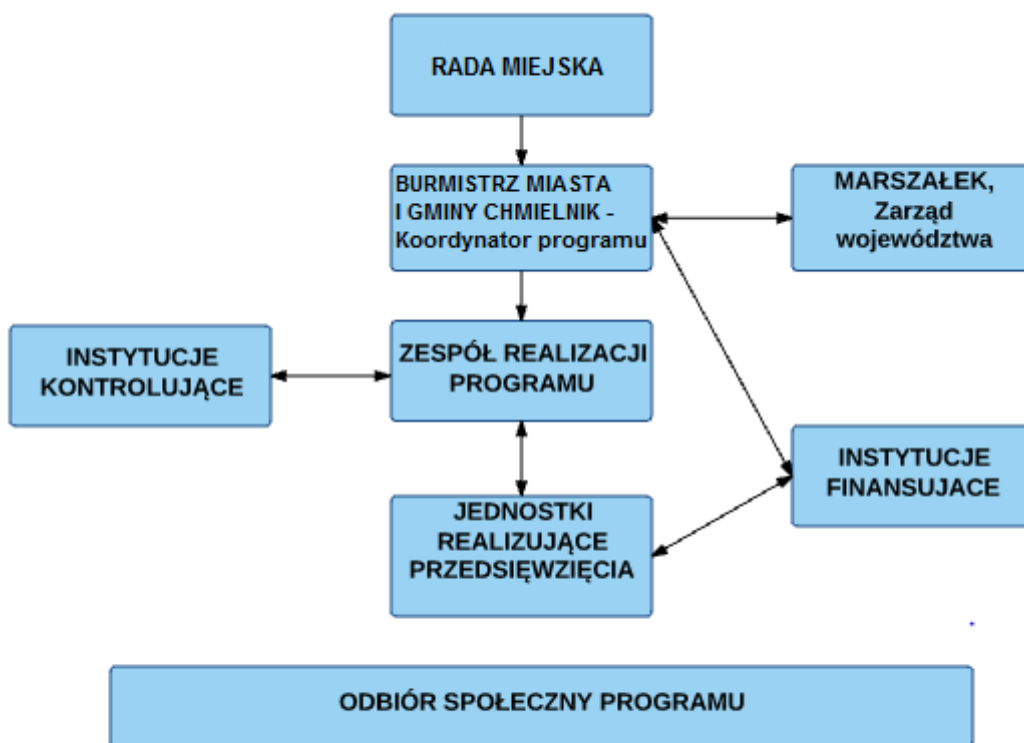 RADA MIEJSKA
BURMISTRZ MIASTA
I GMINY CHMIELNIK -
Koordynator programu
MARSZAŁEK,
Zarząd
województwa
INSTYTUCJE
KONTROLUJĄCE
ZESPÓŁ REALIZACJI
PROGRAMU
INSTYTUCJE
FINANSUJACE
JEDNOSTKI
REALIZUJĄCE
PRZEDSIĘWZIĘCIA
ODBIÓR SPOŁECZNY PROGRAMU